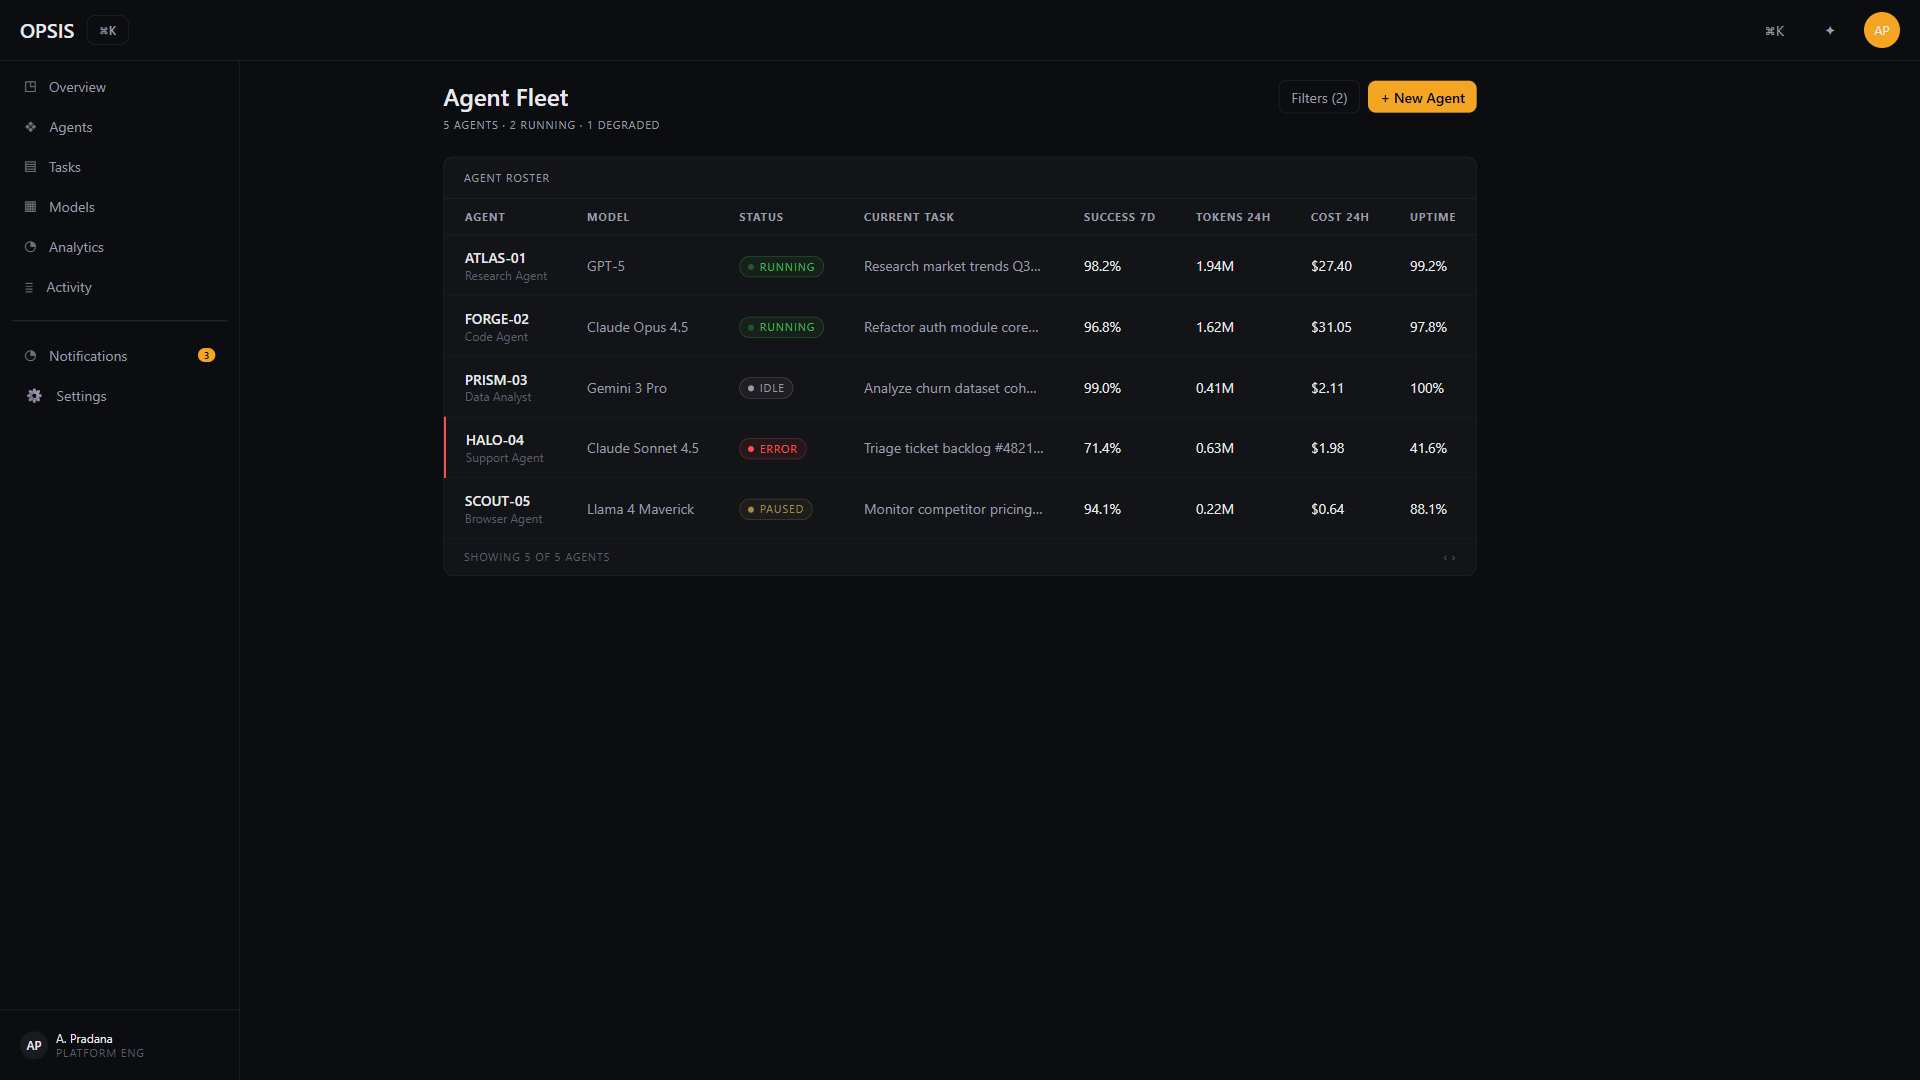 OPSIS ⌘K ⌘K ✦ AP
Overview
Agents
Tasks
Models
Analytics
Activity
Notifications 3
Settings
AP A. Pradana
PLATFORM ENG
Agent Fleet
5 AGENTS · 2 RUNNING · 1 DEGRADED
Filters (2) + New Agent
AGENT ROSTER
AGENT MODEL STATUS CURRENT TASK SUCCESS 7D TOKENS 24H COST 24H UPTIME
ATLAS-01
Research Agent
GPT-5 RUNNING Research market trends Q3... 98.2% 1.94M $27.40 99.2%
FORGE-02
Code Agent
Claude Opus 4.5 RUNNING Refactor auth module core... 96.8% 1.62M $31.05 97.8%
PRISM-03
Data Analyst
Gemini 3 Pro IDLE Analyze churn dataset coh... 99.0% 0.41M $2.11 100%
HALO-04
Support Agent
Claude Sonnet 4.5 ERROR Triage ticket backlog #4821... 71.4% 0.63M $1.98 41.6%
SCOUT-05
Browser Agent
Llama 4 Maverick PAUSED Monitor competitor pricing... 94.1% 0.22M $0.64 88.1%
SHOWING 5 OF 5 AGENTS ‹ ›